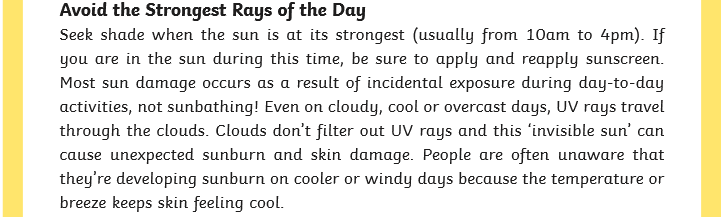 Avoid the Strongest Rays of the Day
Seek shade when the sun is at its strongest (usually from 10am to 4pm). If
you are in the sun during this time, be sure to apply and reapply sunscreen.
Most sun damage occurs as a result of incidental exposure during day-to-day
activities, not sunbathing! Even on cloudy, cool or overcast days, UV rays travel
through the clouds. Clouds don’t filter out UV rays and this ‘invisible sun’ can
cause unexpected sunburn and skin damage. People are often unaware that
they’re developing sunburn on cooler or windy days because the temperature or
breeze keeps skin feeling cool.